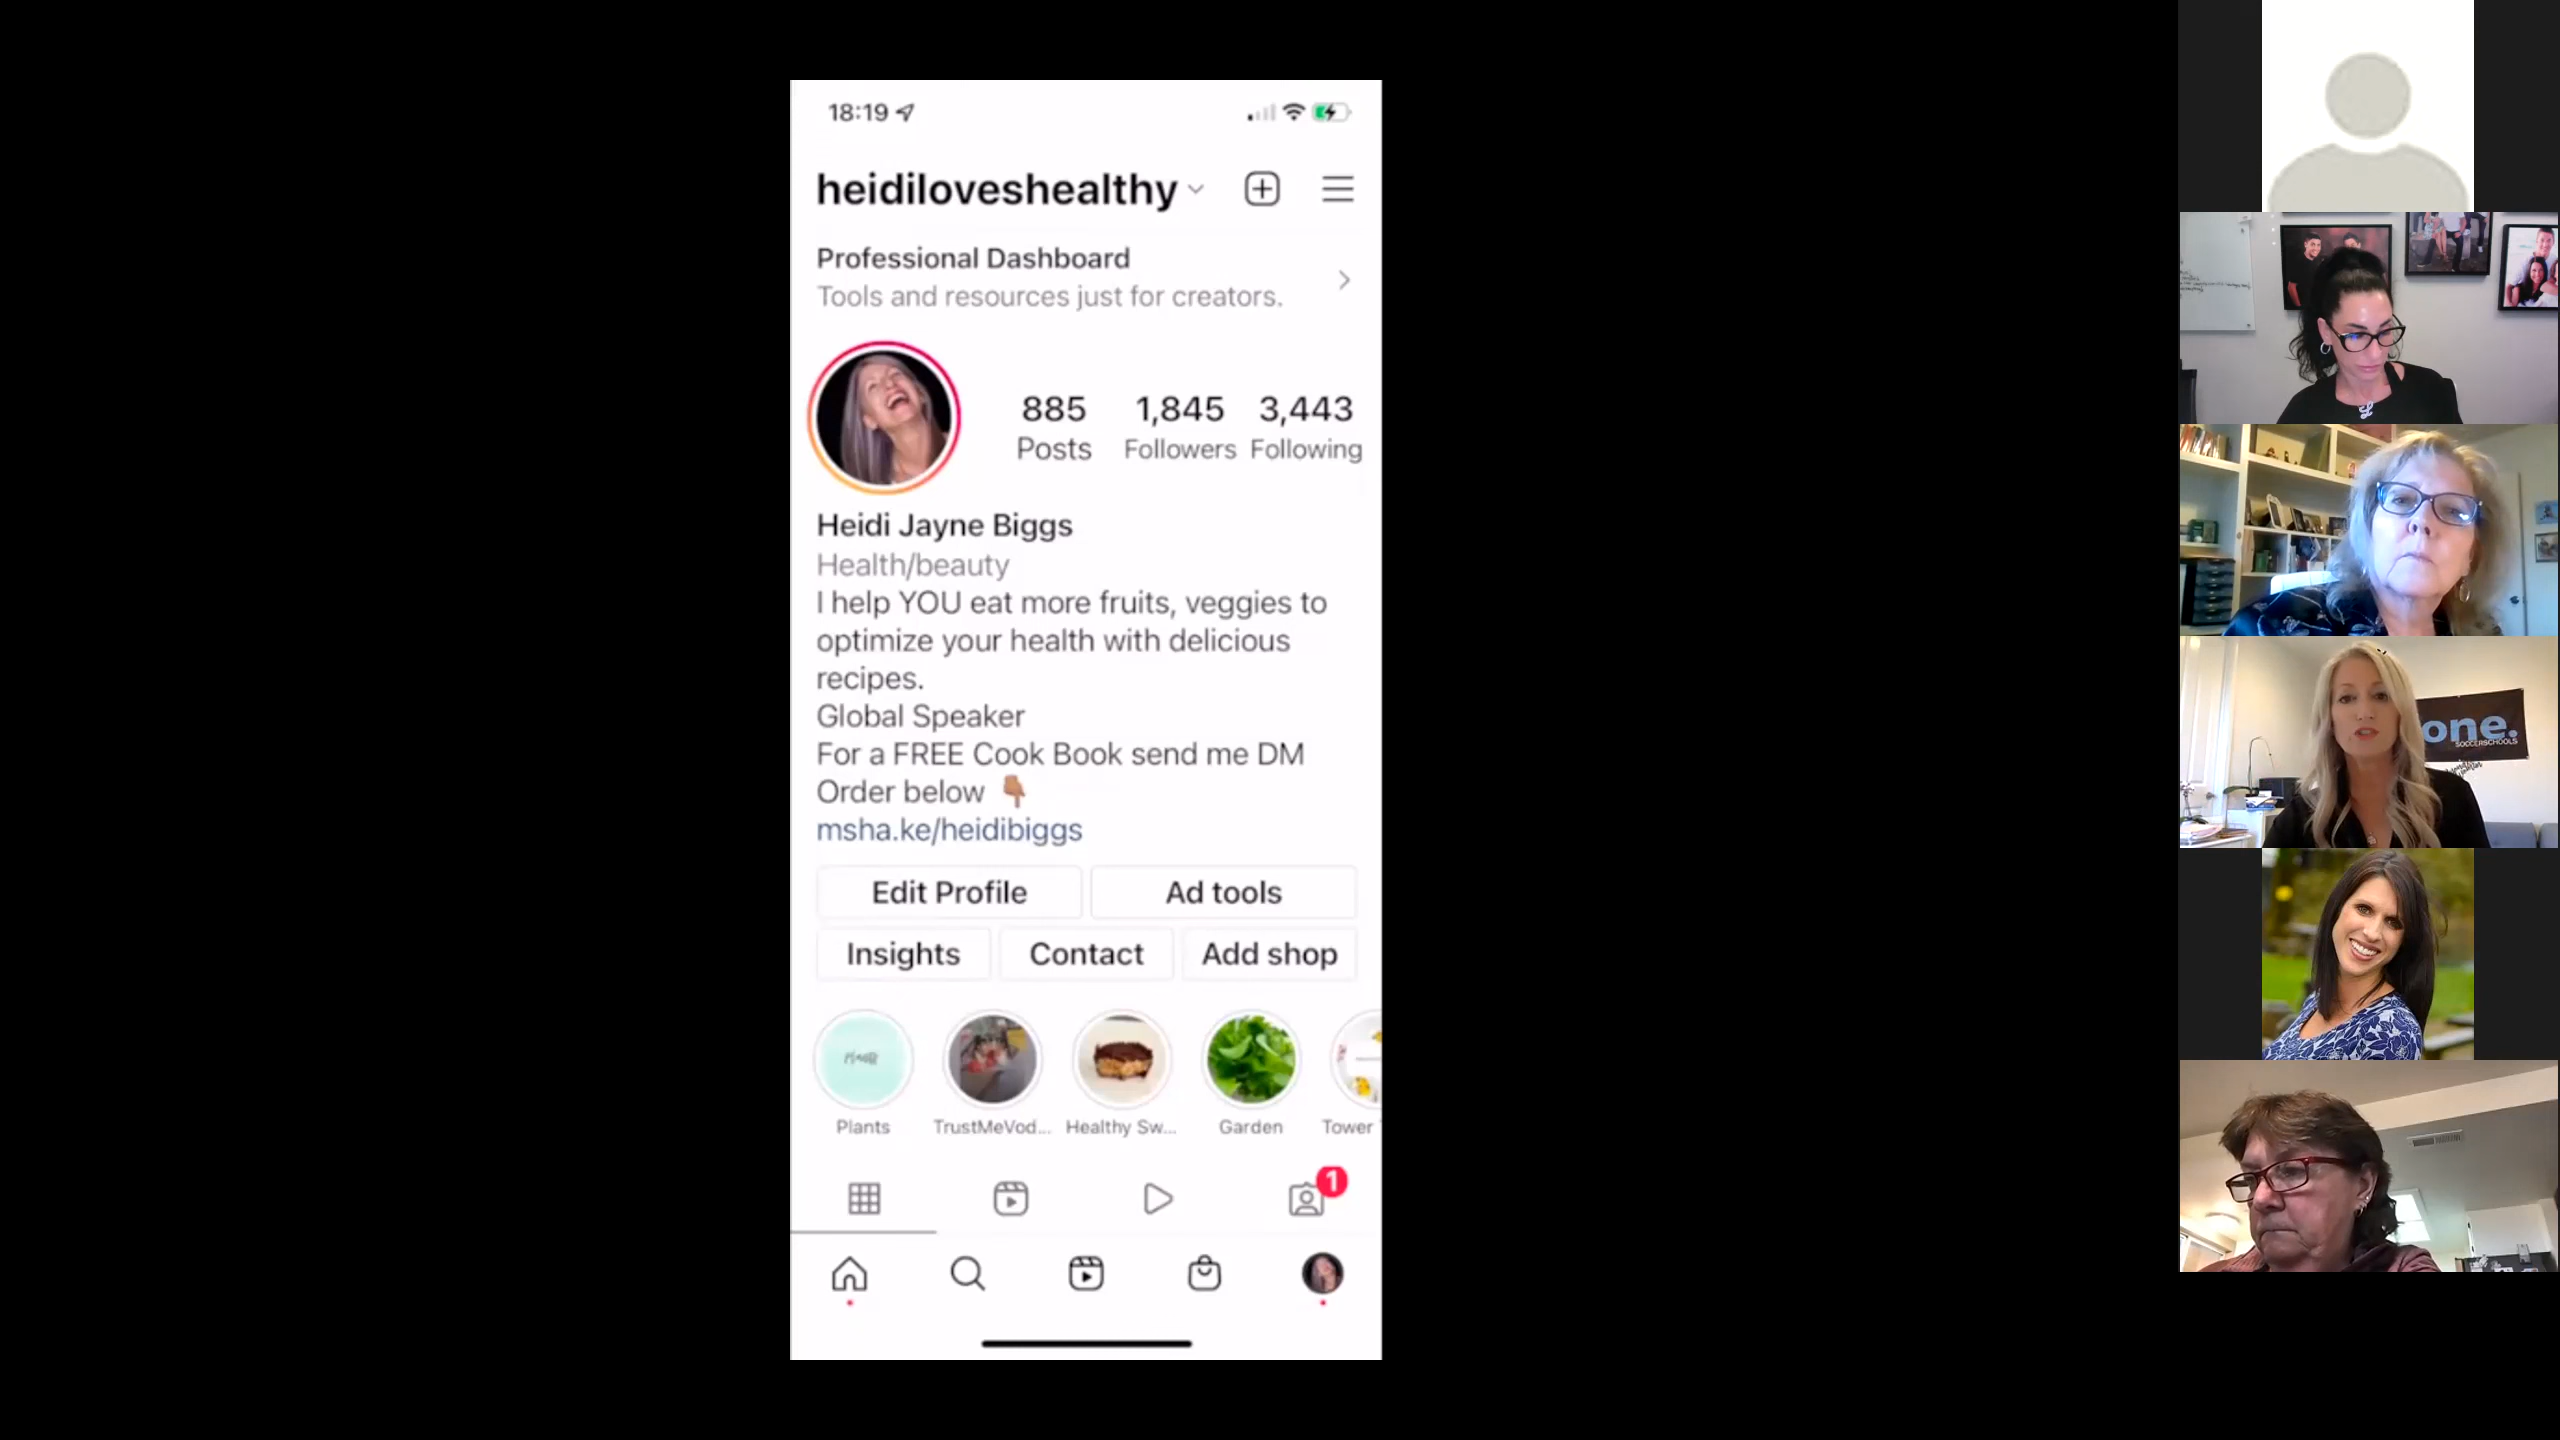 18:19
heidiloveshealthy
Professional Dashboard
Tools and resources just for creators.
885
Posts
1,845
Followers
3,443
Following
Heidi Jayne Biggs
Health/beauty
I help YOU eat more fruits, veggies to
optimize your health with delicious
recipes.
Global Speaker
For a FREE Cook Book send me DM
Order below
msha.ke/heidibiggs
Edit Profile
Ad tools
Insights
Contact
Add shop
Plants
TrustMeVod...
Healthy Sw...
Garden
Tower
1
one.
SOCCERSCHOOLS